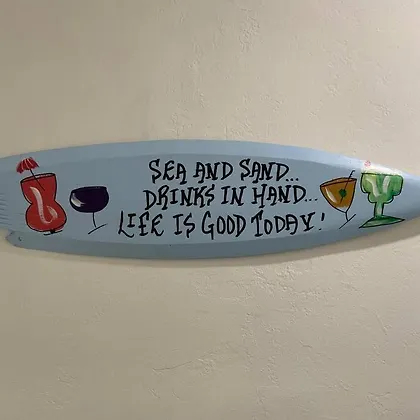 SEA AND SAND...
DRINKS IN HAND...
LIFE IS GOOD TODAY!